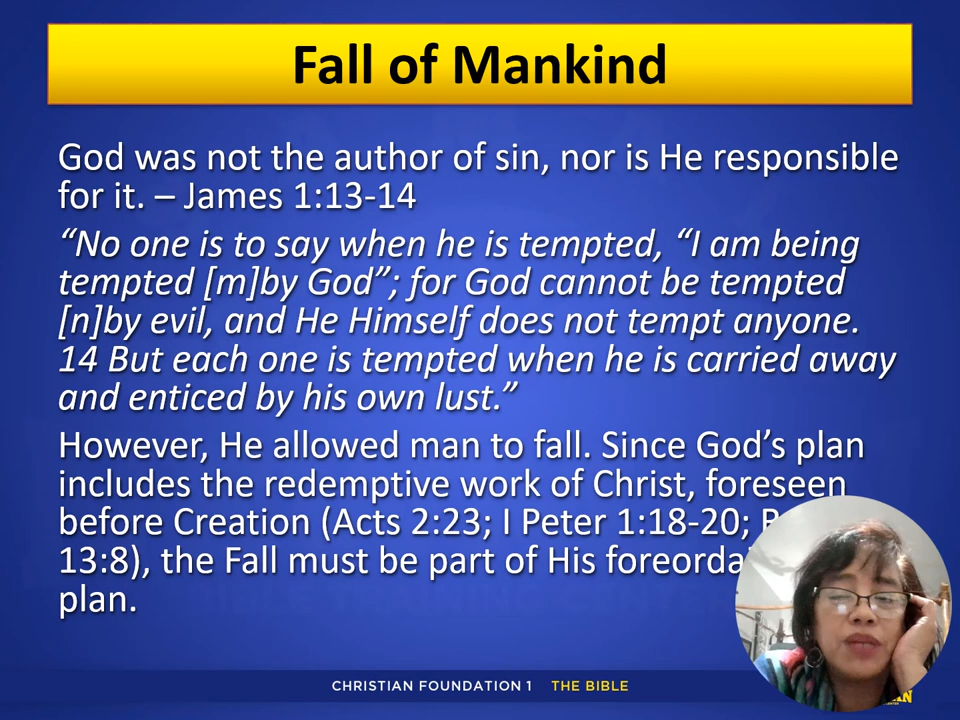 Fall of Mankind
God was not the author of sin, nor is He responsible
for it. – James 1:13-14
“No one is to say when he is tempted, “I am being
tempted [m]by God”; for God cannot be tempted
[n]by evil, and He Himself does not tempt anyone.
14 But each one is tempted when he is carried away
and enticed by his own lust.”
However, He allowed man to fall. Since God’s plan
includes the redemptive work of Christ, foreseen
before Creation (Acts 2:23; I Peter 1:18-20;
13:8), the Fall must be part of His
plan.
CHRISTIAN FOUNDATION 1 THE BIBLE